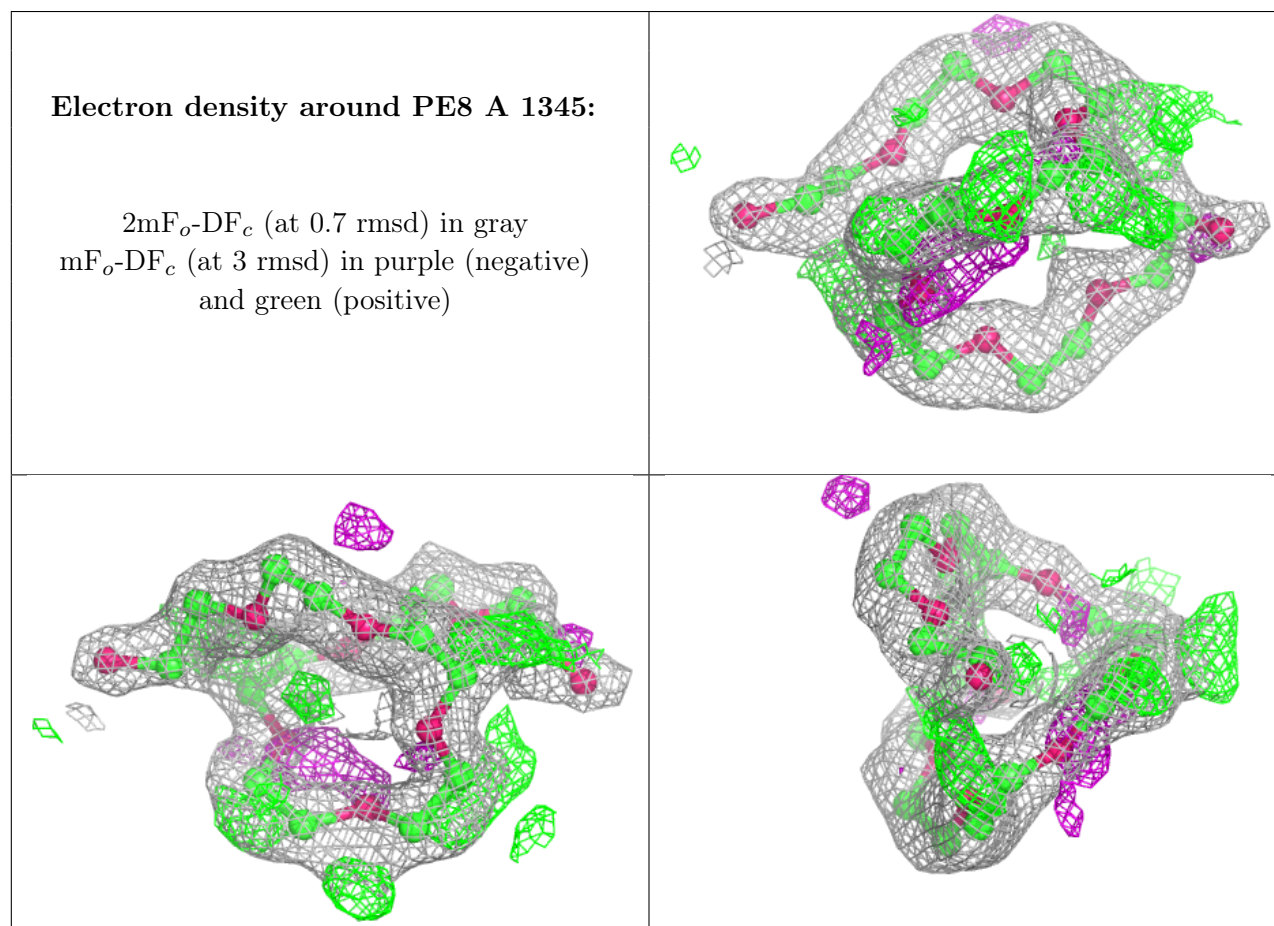 Electron density around PE8 A 1345:
2mFo-DFc (at 0.7 rmsd) in gray
mFo-DFc (at 3 rmsd) in purple (negative)
and green (positive)